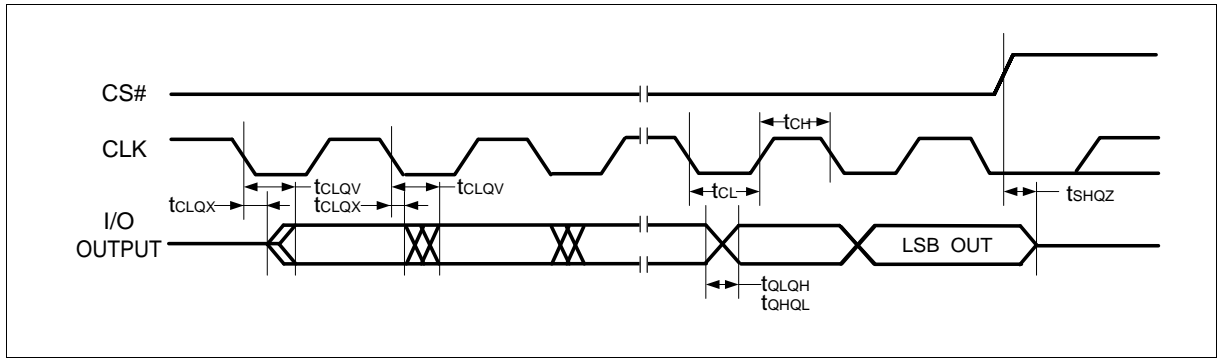 CS#
CLK
tCH
tCLQV
tCLQV
tCL
tCLQX
tCLQX
tSHQZ
I/O
OUTPUT
LSB OUT
tQLQH
tQHQL